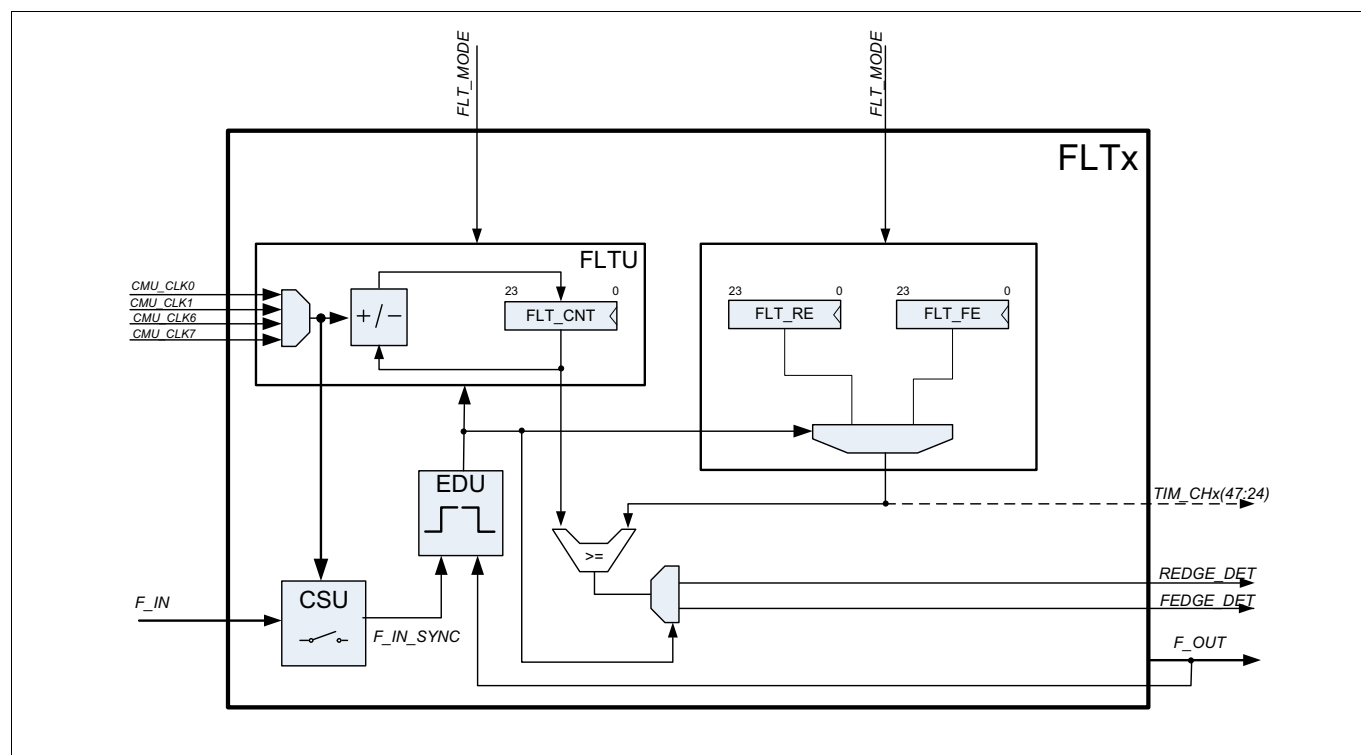 FLT_MODE
FLT_MODE
FLTx
FLTU
CMU_CLK0
CMU_CLK1
CMU_CLK6
CMU_CLK7
+/−
23 0
FLT_CNT
23 0
FLT_RE
23 0
FLT_FE
EDU
TIM_CHx(47:24)
>=
REDGE_DET
FEDGE_DET
F_IN
CSU
F_IN_SYNC
F_OUT